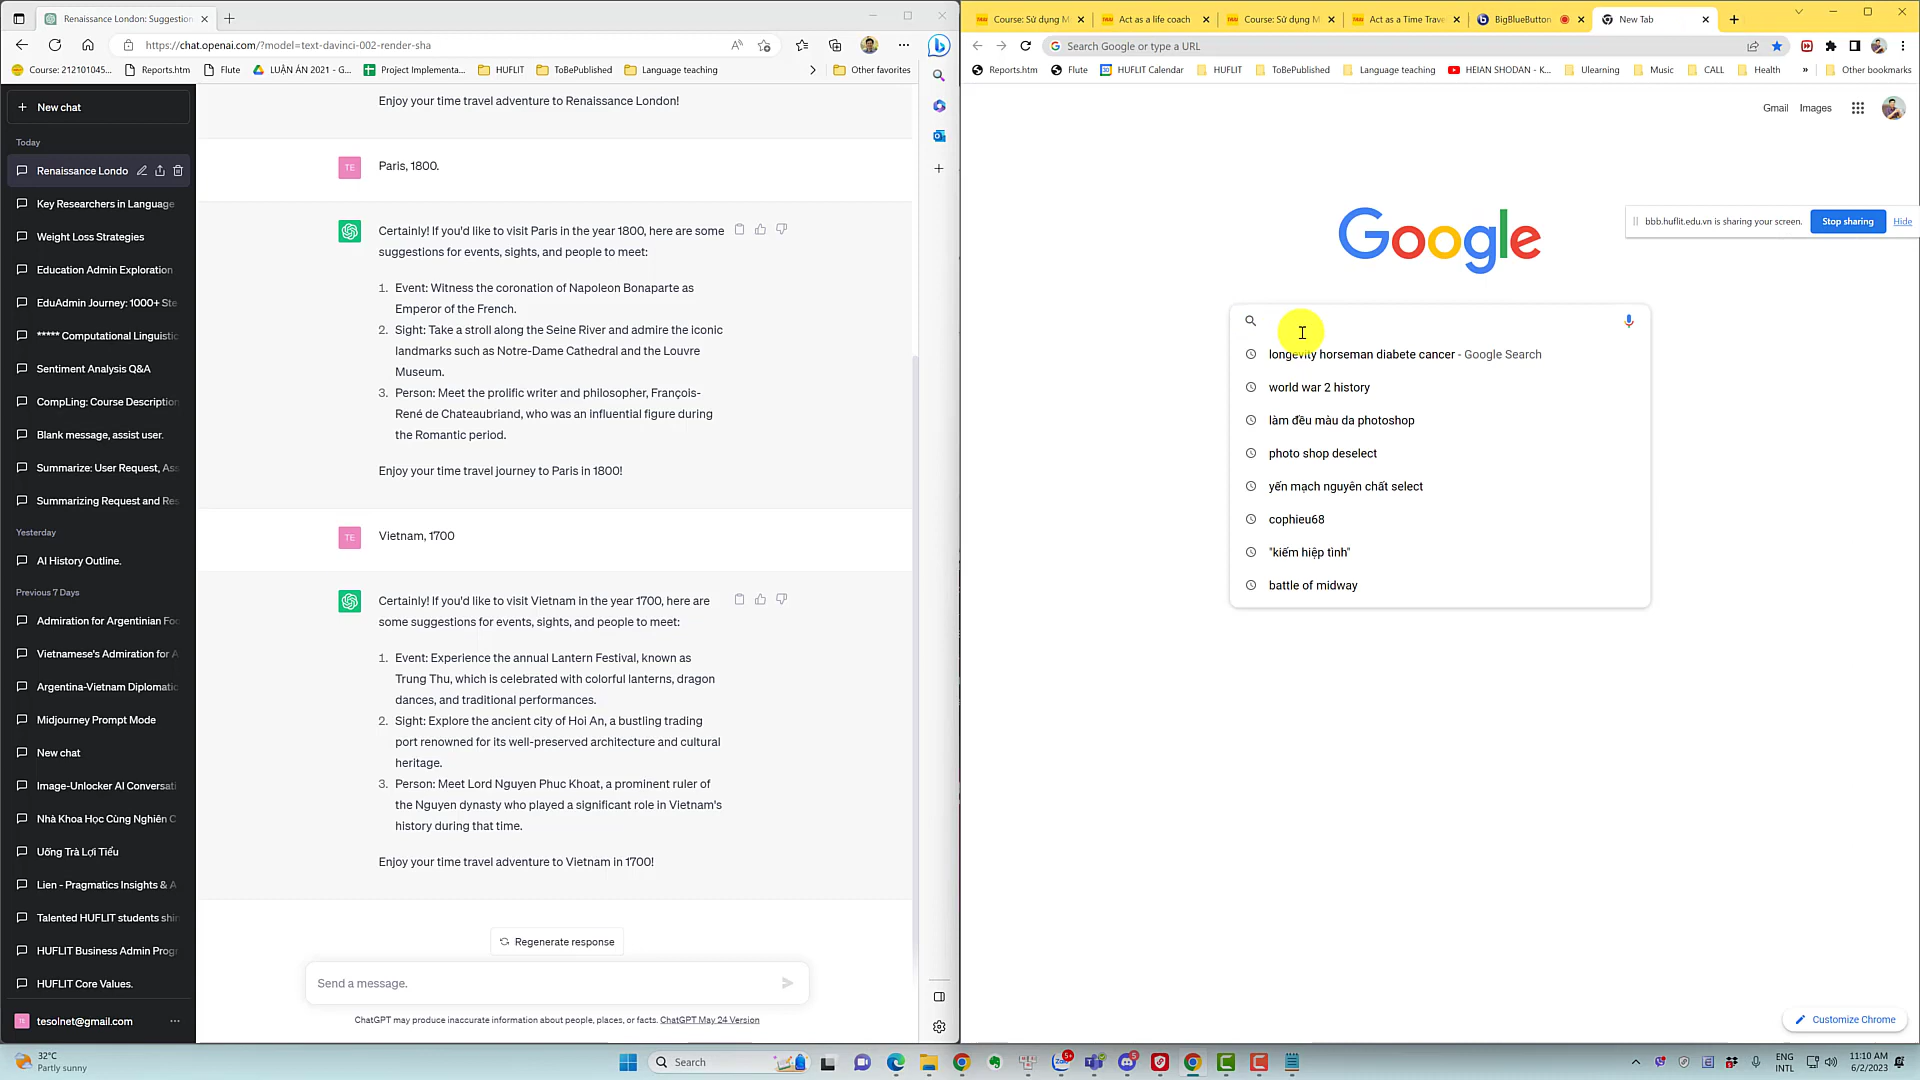 Renaissance London: Suggestion
https://chat.openai.com/?model=text-davinci-002-render-sha
Course: 212101045...
Reports.htm
Flute
LUẬN ÁN 2021 - G...
Project Implementa...
HUFLIT
ToBePublished
Language teaching
Other favorites
New chat
Today
Renaissance Londo
Key Researchers in Language
Weight Loss Strategies
Education Admin Exploration
EduAdmin Journey: 1000+ Ste
***** Computational Linguistic
Sentiment Analysis Q&A
CompLing: Course Description
Blank message, assist user.
Summarize: User Request, Ass
Summarizing Request and Res
Yesterday
AI History Outline.
Previous 7 Days
Admiration for Argentinian Foo
Vietnamese's Admiration for A
Argentina-Vietnam Diplomatic
Midjourney Prompt Mode
New chat
Image-Unlocker AI Conversati
Nhà Khoa Học Cùng Nghiên C
Uống Trà Lợi Tiểu
Lien - Pragmatics Insights & A
Talented HUFLIT students shin
HUFLIT Business Admin Prog
HUFLIT Core Values.
tesolnet@gmail.com
Enjoy your time travel adventure to Renaissance London!
TE
Paris, 1800.
Certainly! If you'd like to visit Paris in the year 1800, here are some
suggestions for events, sights, and people to meet:
1. Event: Witness the coronation of Napoleon Bonaparte as
Emperor of the French.
2. Sight: Take a stroll along the Seine River and admire the iconic
landmarks such as Notre-Dame Cathedral and the Louvre
Museum.
3. Person: Meet the prolific writer and philosopher, François-
René de Chateaubriand, who was an influential figure during
the Romantic period.
Enjoy your time travel journey to Paris in 1800!
TE
Vietnam, 1700
Certainly! If you'd like to visit Vietnam in the year 1700, here are
some suggestions for events, sights, and people to meet:
1. Event: Experience the annual Lantern Festival, known as
Trung Thu, which is celebrated with colorful lanterns, dragon
dances, and traditional performances.
2. Sight: Explore the ancient city of Hoi An, a bustling trading
port renowned for its well-preserved architecture and cultural
heritage.
3. Person: Meet Lord Nguyen Phuc Khoat, a prominent ruler of
the Nguyen dynasty who played a significant role in Vietnam's
history during that time.
Enjoy your time travel adventure to Vietnam in 1700!
Regenerate response
Send a message.
ChatGPT may produce inaccurate information about people, places, or facts. ChatGPT May 24 Version
Course: Sử dụng M
Act as a life coach
Course: Sử dụng M
Act as a Time Trave
BigBlueButton
New Tab
Search Google or type a URL
Reports.htm
Flute
HUFLIT Calendar
HUFLIT
ToBePublished
Language teaching
HEIAN SHODAN - K...
Ulearning
Music
CALL
Health
Other bookmarks
Gmail
Images
Google
bbb.huflit.edu.vn is sharing your screen.
Stop sharing
Hide
longevity horseman diabete cancer - Google Search
world war 2 history
làm đều màu da photoshop
photo shop deselect
yến mạch nguyên chất select
cophieu68
"kiếm hiệp tình"
battle of midway
Customize Chrome
32°C
Partly sunny
Search
5+
ENG
INTL
11:10 AM
6/2/2023